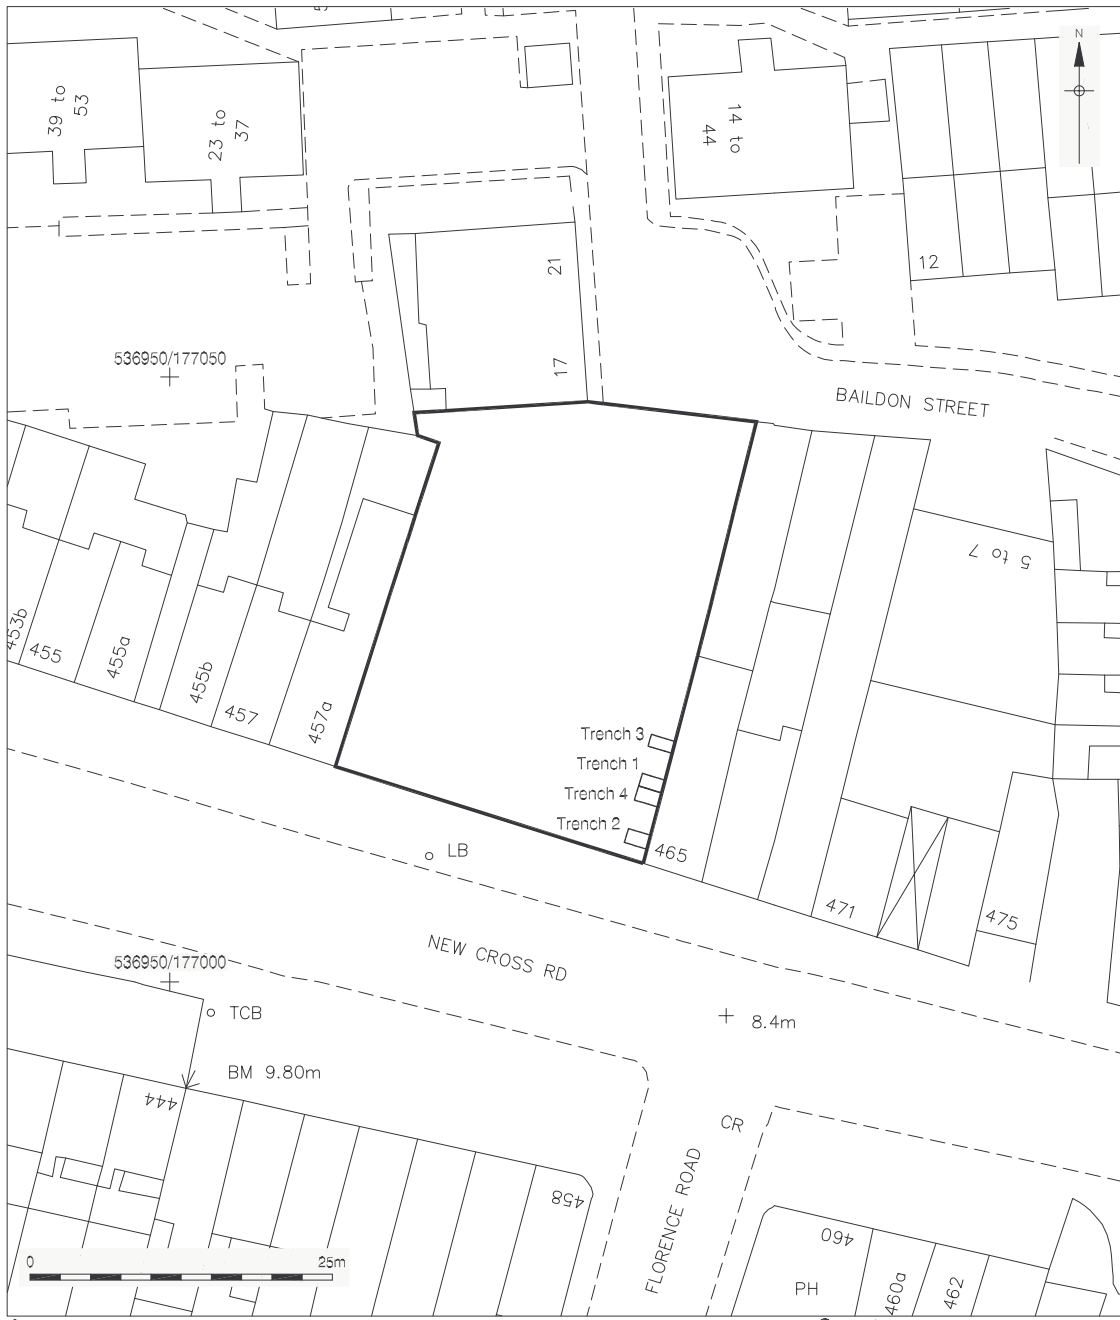 N
39 to
53
23 to
37
14 to
44
12
21
17
536950/177050
BAILDON STREET
5 to 7
453b
455
455a
455b
457
457a
Trench 3
Trench 1
Trench 4
Trench 2
465
471
475
LB
NEW CROSS RD
536950/177000
TCB
8.4m
BM 9.80m
444
CR
458
FLORENCE ROAD
460
PH
460a
462
0 25m